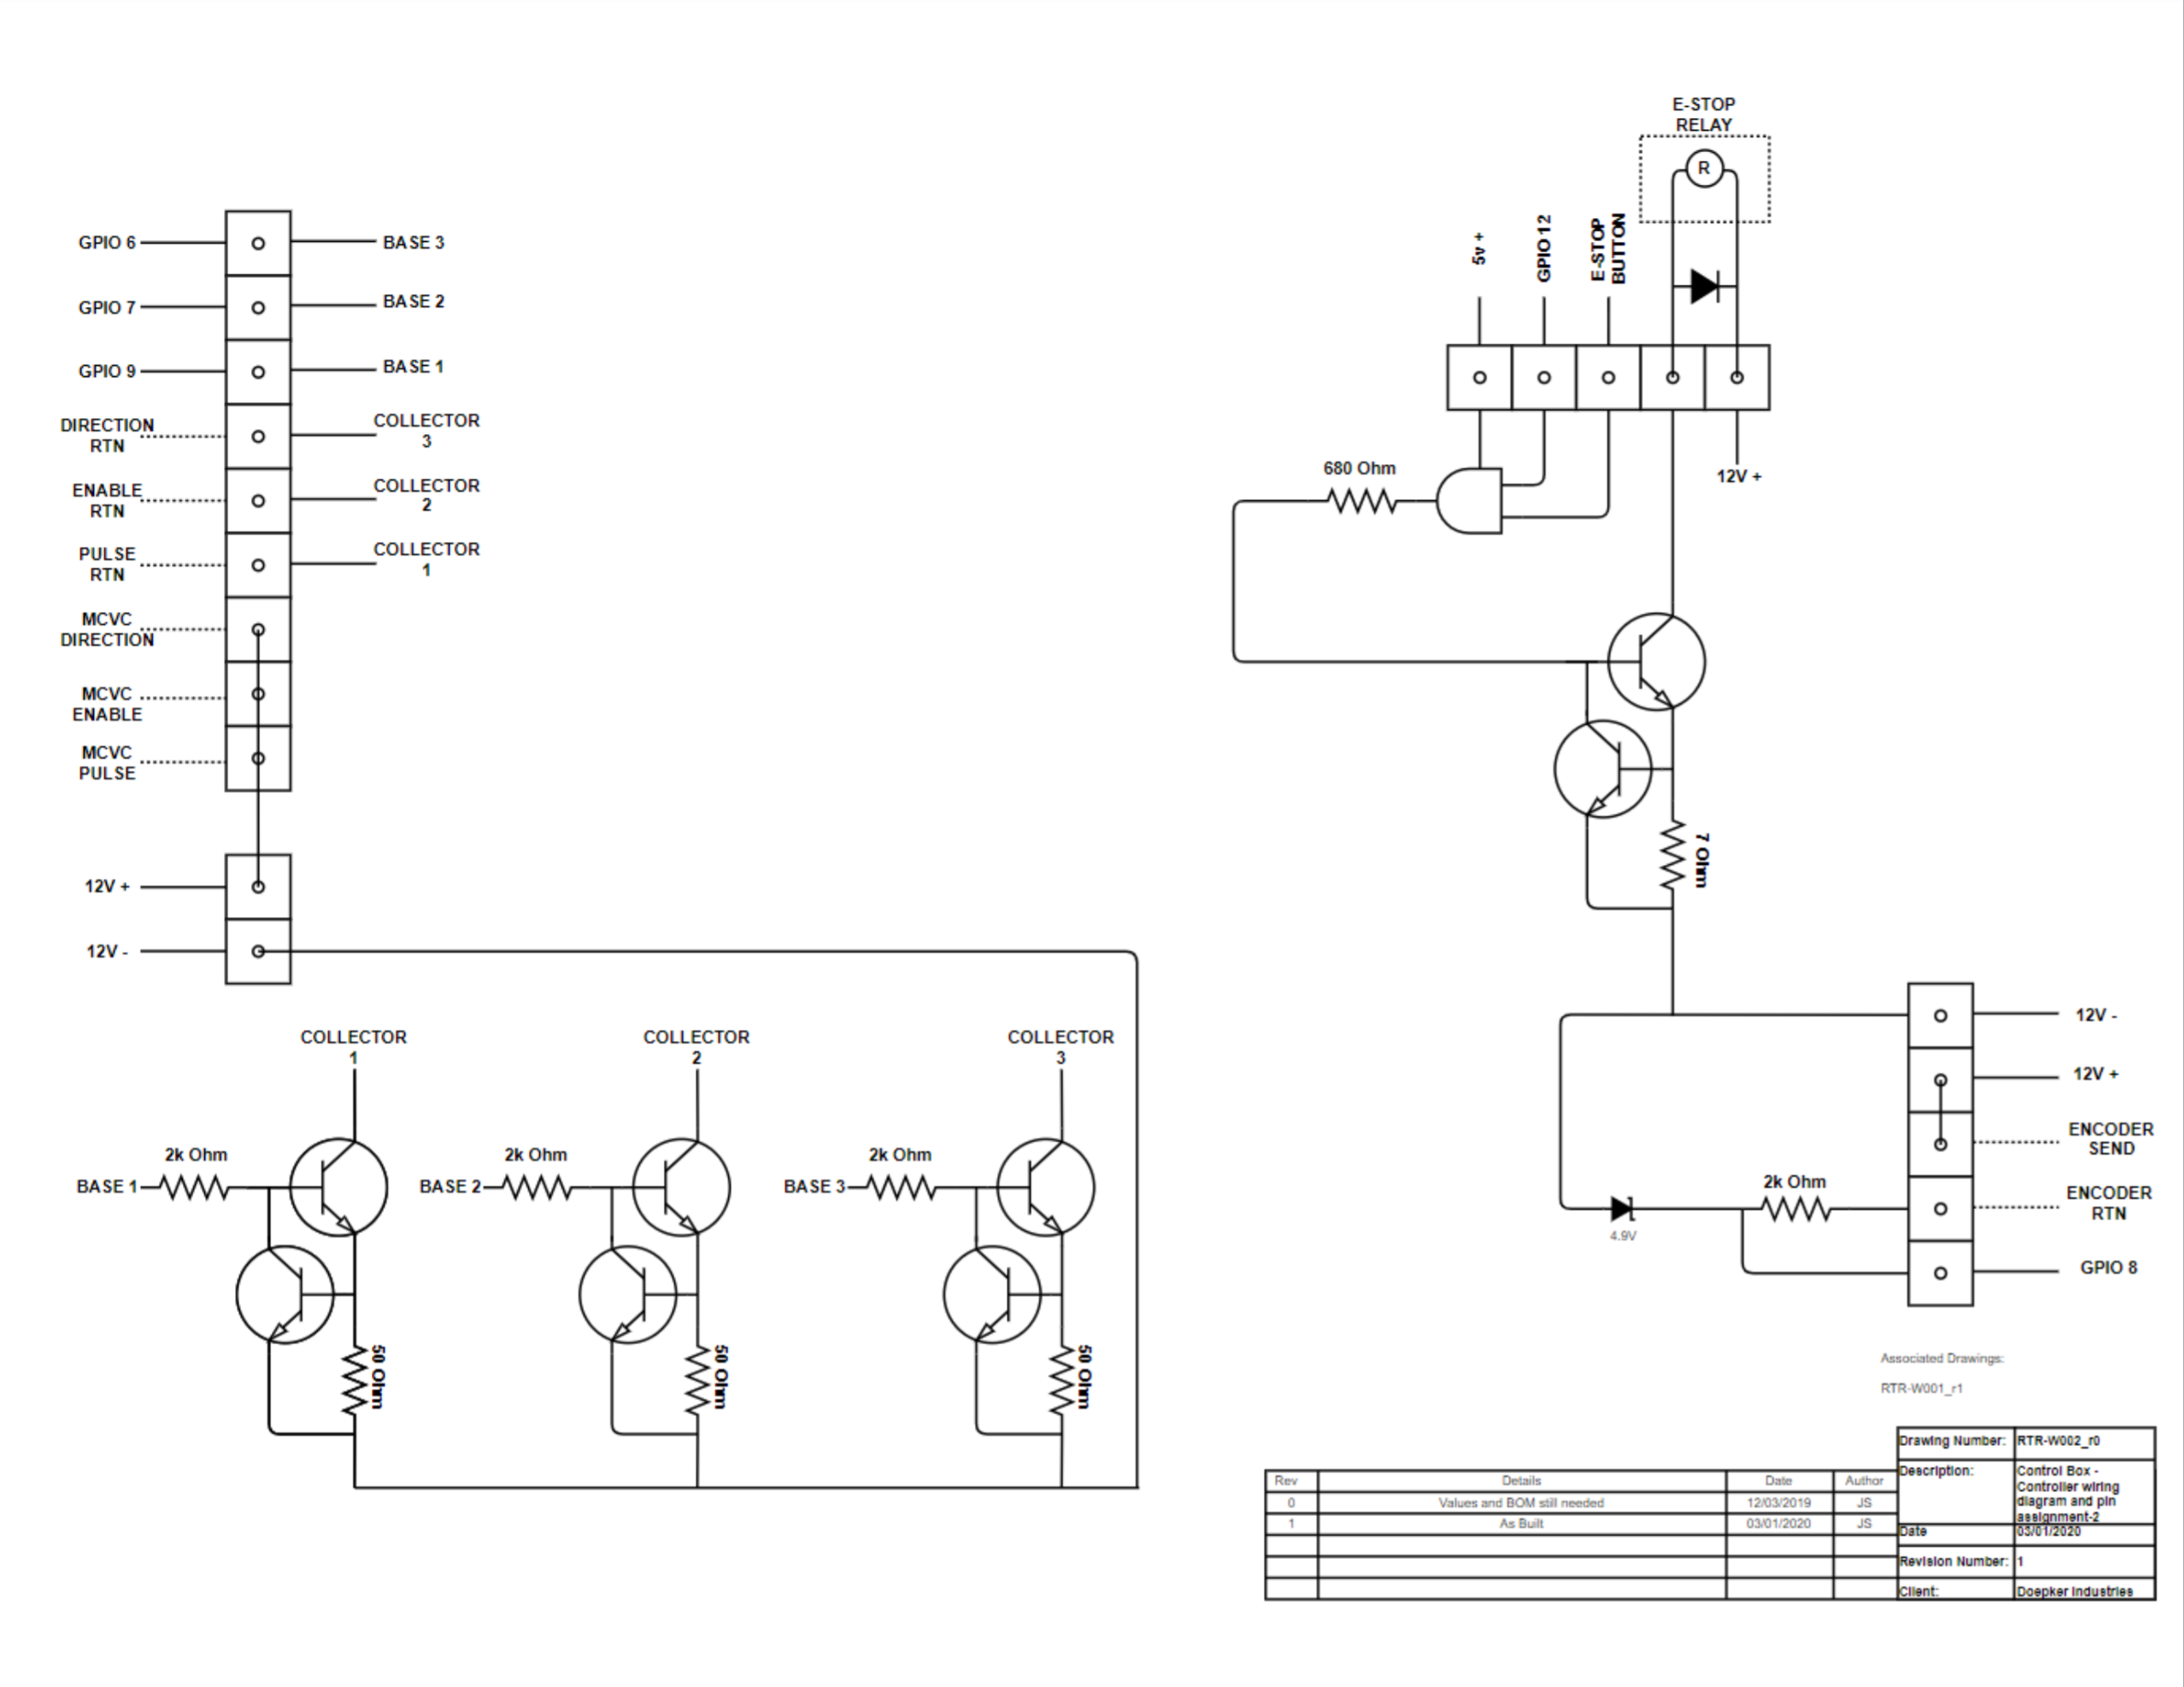 E-STOP
RELAY
R
5v +
GPIO 12
E-STOP
BUTTON
GPIO 6
BASE 3
GPIO 7
BASE 2
GPIO 9
BASE 1
DIRECTION
RTN
COLLECTOR
3
ENABLE
RTN
COLLECTOR
2
PULSE
RTN
COLLECTOR
1
MCVC
DIRECTION
MCVC
ENABLE
MCVC
PULSE
12V +
12V -
680 Ohm
12V +
7 Ohm
COLLECTOR
1
COLLECTOR
2
COLLECTOR
3
2k Ohm
2k Ohm
2k Ohm
BASE 1
BASE 2
BASE 3
50 Ohm
50 Ohm
50 Ohm
12V -
12V +
ENCODER
SEND
2k Ohm
ENCODER
RTN
4.9V
GPIO 8
Associated Drawings:
RTR-W001_r1
Drawing Number: RTR-W002_r0
Description: Control Box -
Controller wiring
diagram and pin
assignment-2
Date 03/01/2020
Revision Number: 1
Client: Doepker Industries
Rev Details Date Author
0 Values and BOM still needed 12/03/2019 JS
1 As Built 03/01/2020 JS